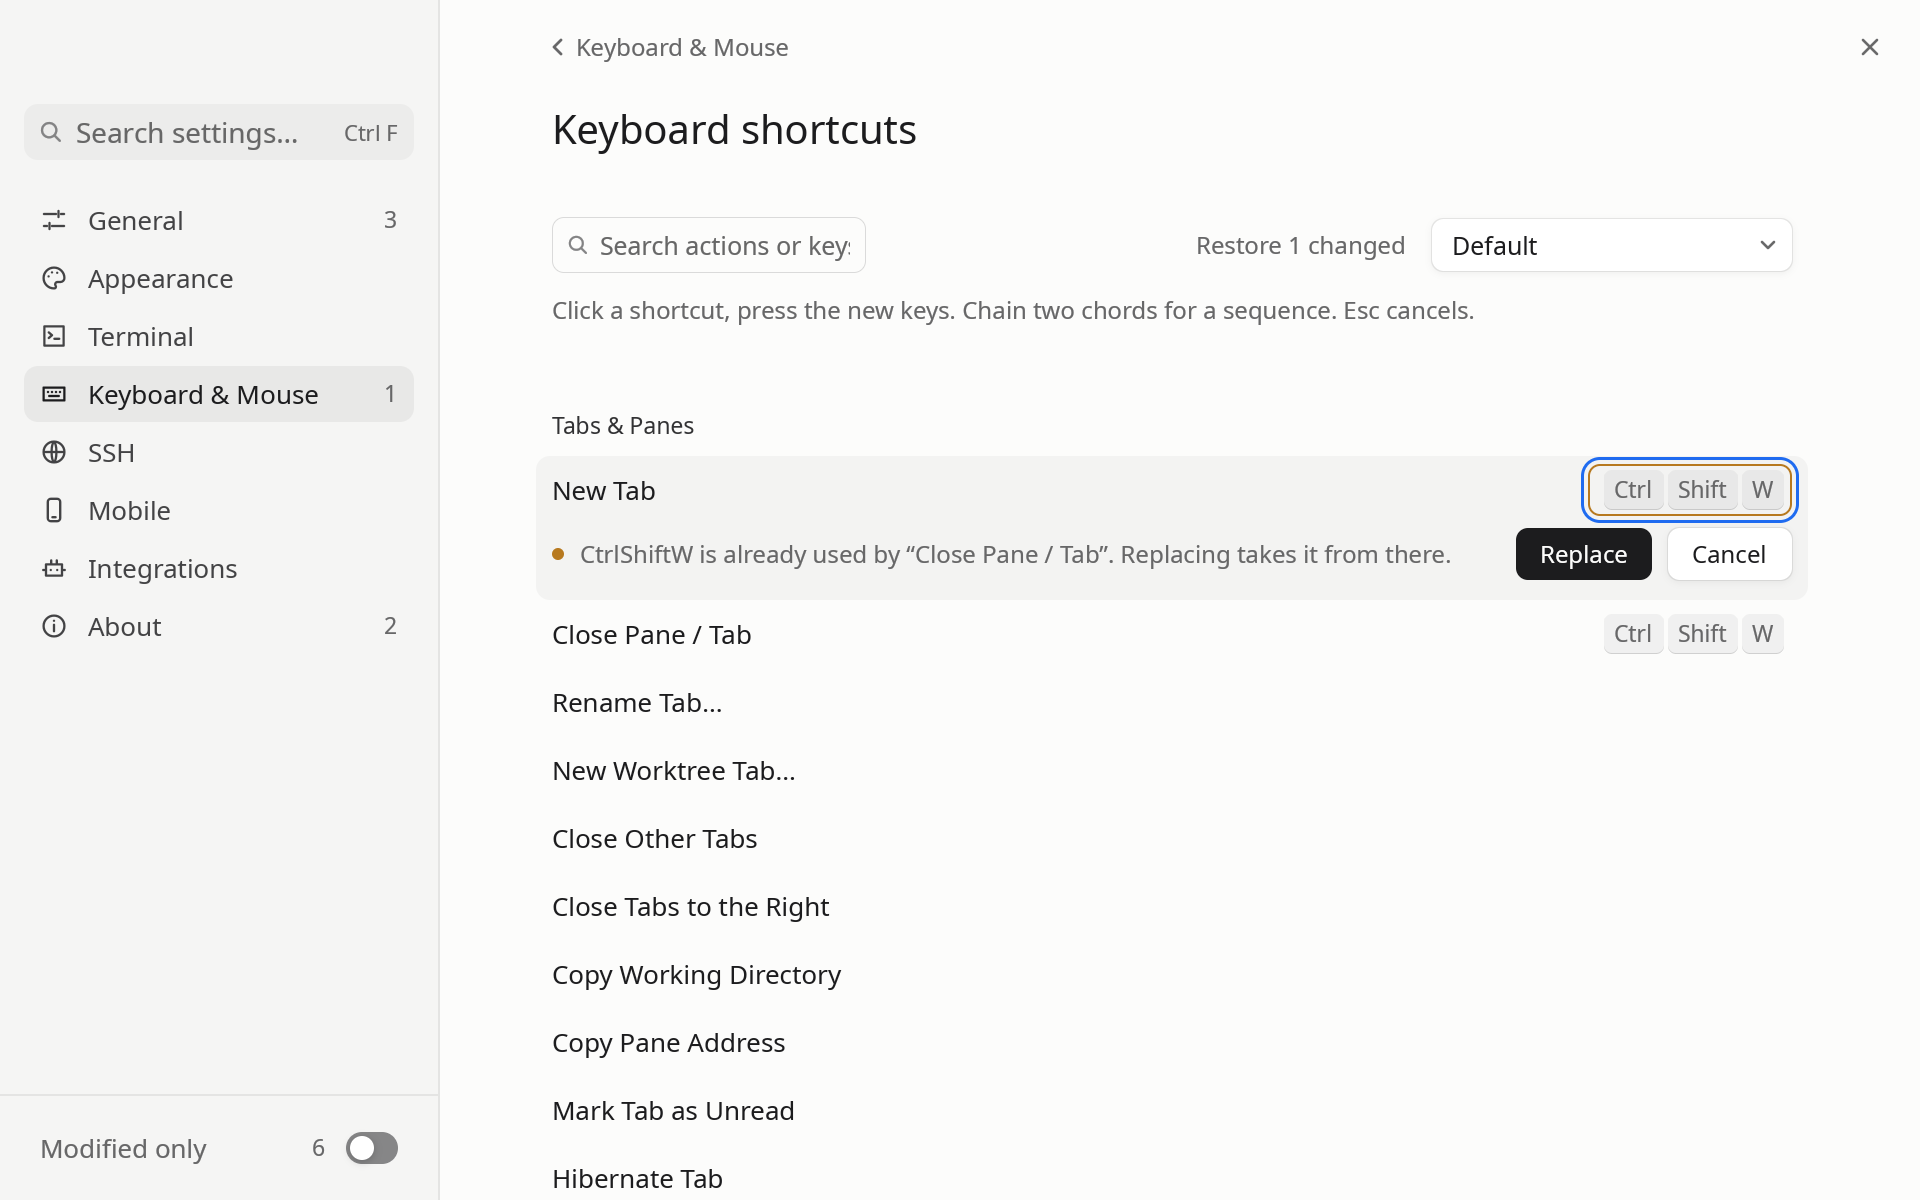 Search settings... Ctrl F
General 3
Appearance
Terminal
Keyboard & Mouse 1
SSH
Mobile
Integrations
About 2
Modified only 6
Keyboard & Mouse
Keyboard shortcuts
Search actions or keys
Restore 1 changed
Default
Click a shortcut, press the new keys. Chain two chords for a sequence. Esc cancels.
Tabs & Panes
New Tab Ctrl Shift W
CtrlShiftW is already used by “Close Pane / Tab”. Replacing takes it from there. Replace Cancel
Close Pane / Tab Ctrl Shift W
Rename Tab...
New Worktree Tab...
Close Other Tabs
Close Tabs to the Right
Copy Working Directory
Copy Pane Address
Mark Tab as Unread
Hibernate Tab